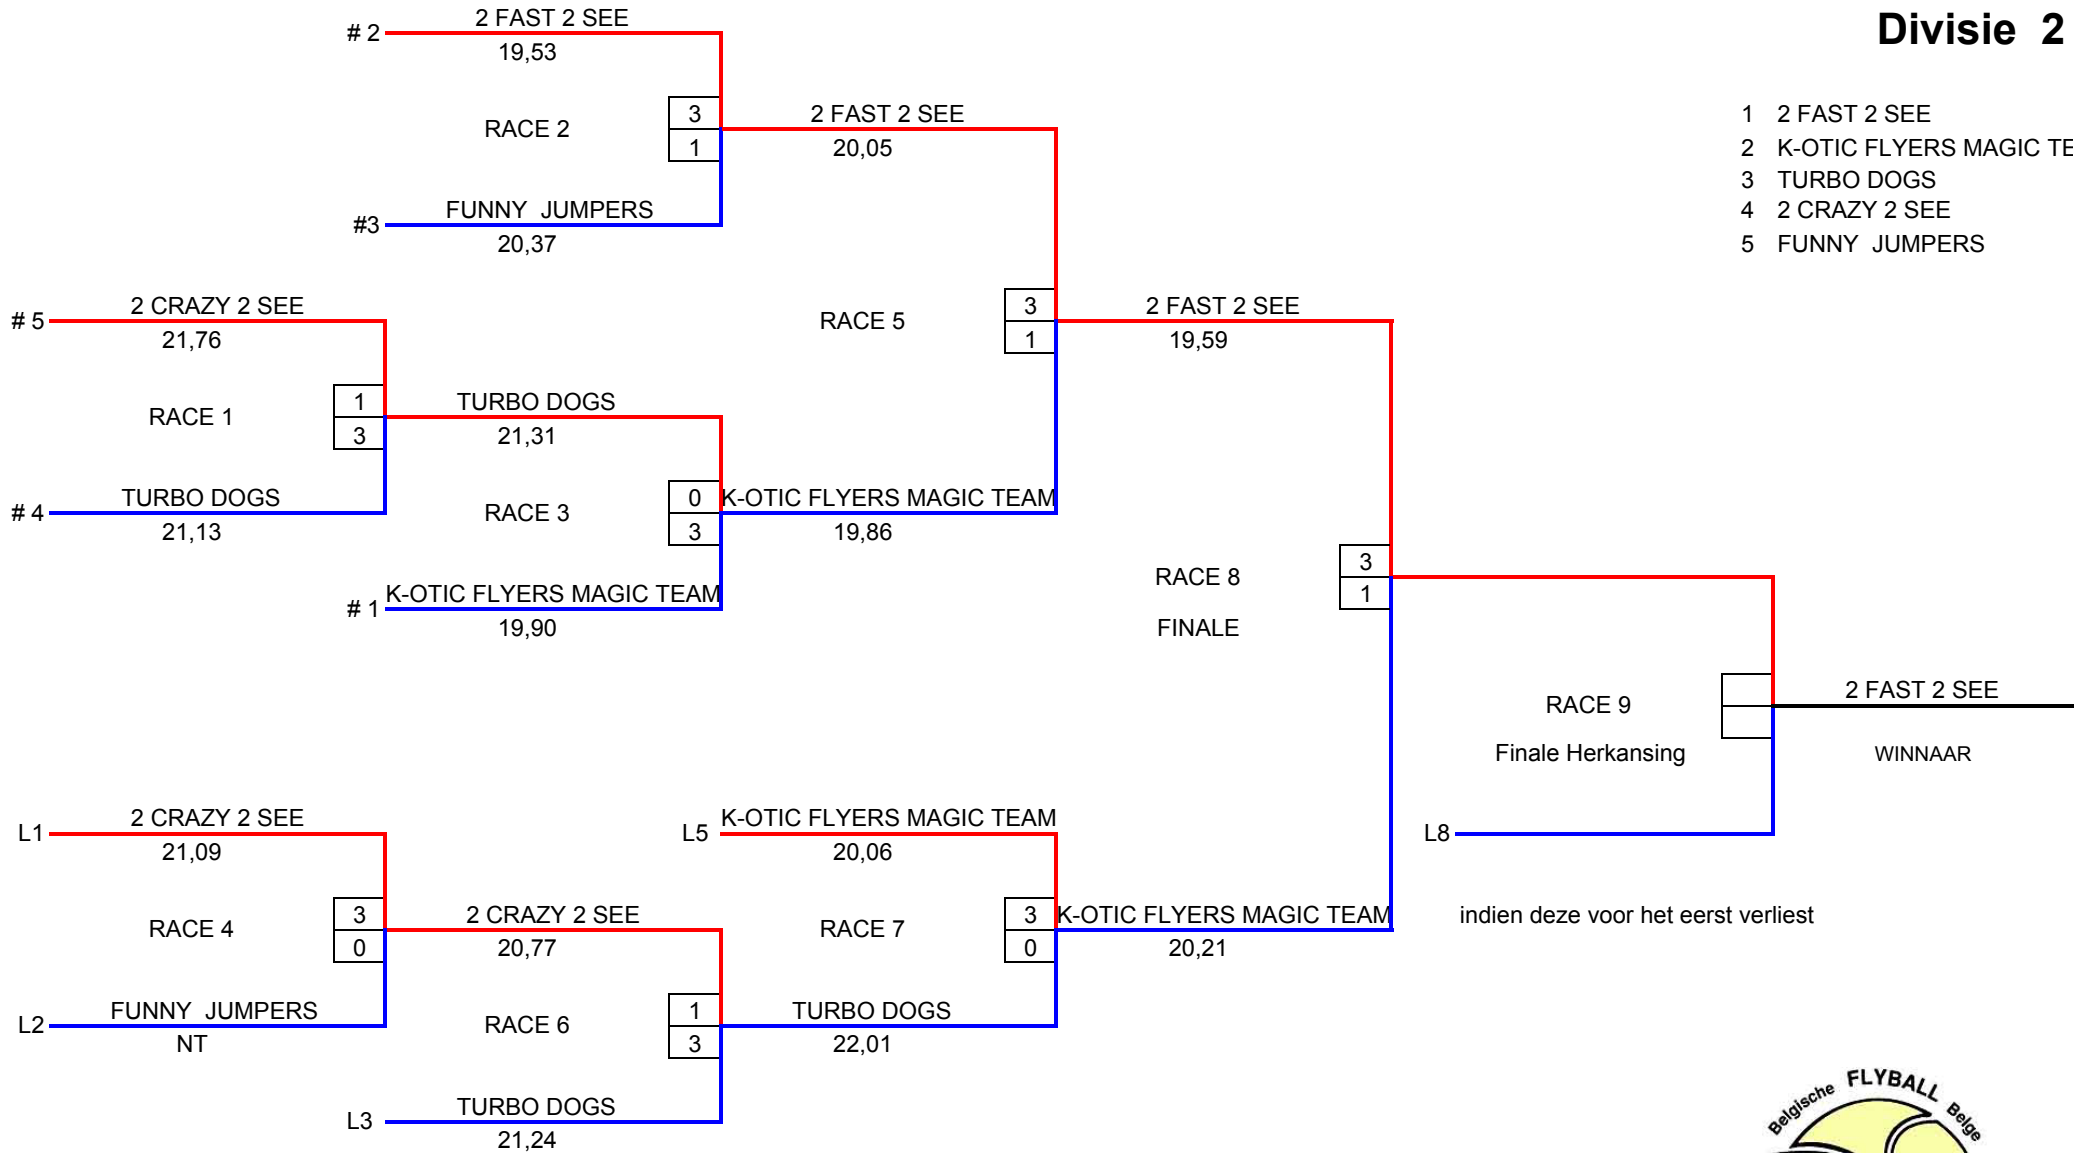 Divisie 2
1 2 FAST 2 SEE
2 K-OTIC FLYERS MAGIC TE
3 TURBO DOGS
4 2 CRAZY 2 SEE
5 FUNNY JUMPERS
# 2 2 FAST 2 SEE
19,53
RACE 2 3
1
#3 FUNNY JUMPERS
20,37
2 FAST 2 SEE
20,05
# 5 2 CRAZY 2 SEE
21,76
RACE 1 1
3
# 4 TURBO DOGS
21,13
TURBO DOGS
21,31
RACE 3 0
3
# 1 K-OTIC FLYERS MAGIC TEAM
19,90
K-OTIC FLYERS MAGIC TEAM
19,86
RACE 5 3
1
2 FAST 2 SEE
19,59
RACE 8 3
1
FINALE
RACE 9
Finale Herkansing
2 FAST 2 SEE
WINNAAR
L8
indien deze voor het eerst verliest
L1 2 CRAZY 2 SEE
21,09
RACE 4 3
0
L2 FUNNY JUMPERS
NT
2 CRAZY 2 SEE
20,77
RACE 6 1
3
L3 TURBO DOGS
21,24
L5 K-OTIC FLYERS MAGIC TEAM
20,06
RACE 7 3
0
TURBO DOGS
22,01
K-OTIC FLYERS MAGIC TEAM
20,21
Belgische FLYBALL Belge